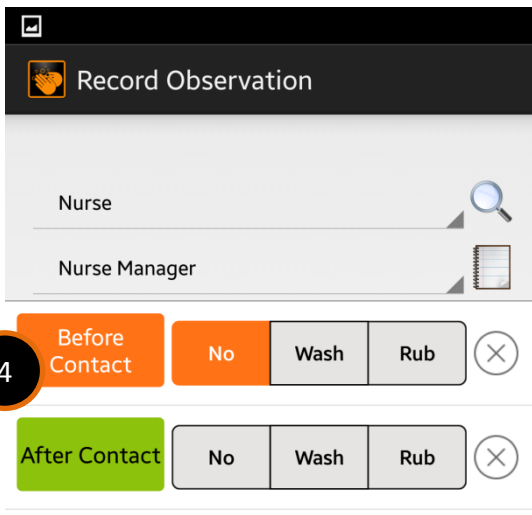 Record Observation
Nurse
Nurse Manager
Before
Contact
No Wash Rub
4
After Contact No Wash Rub